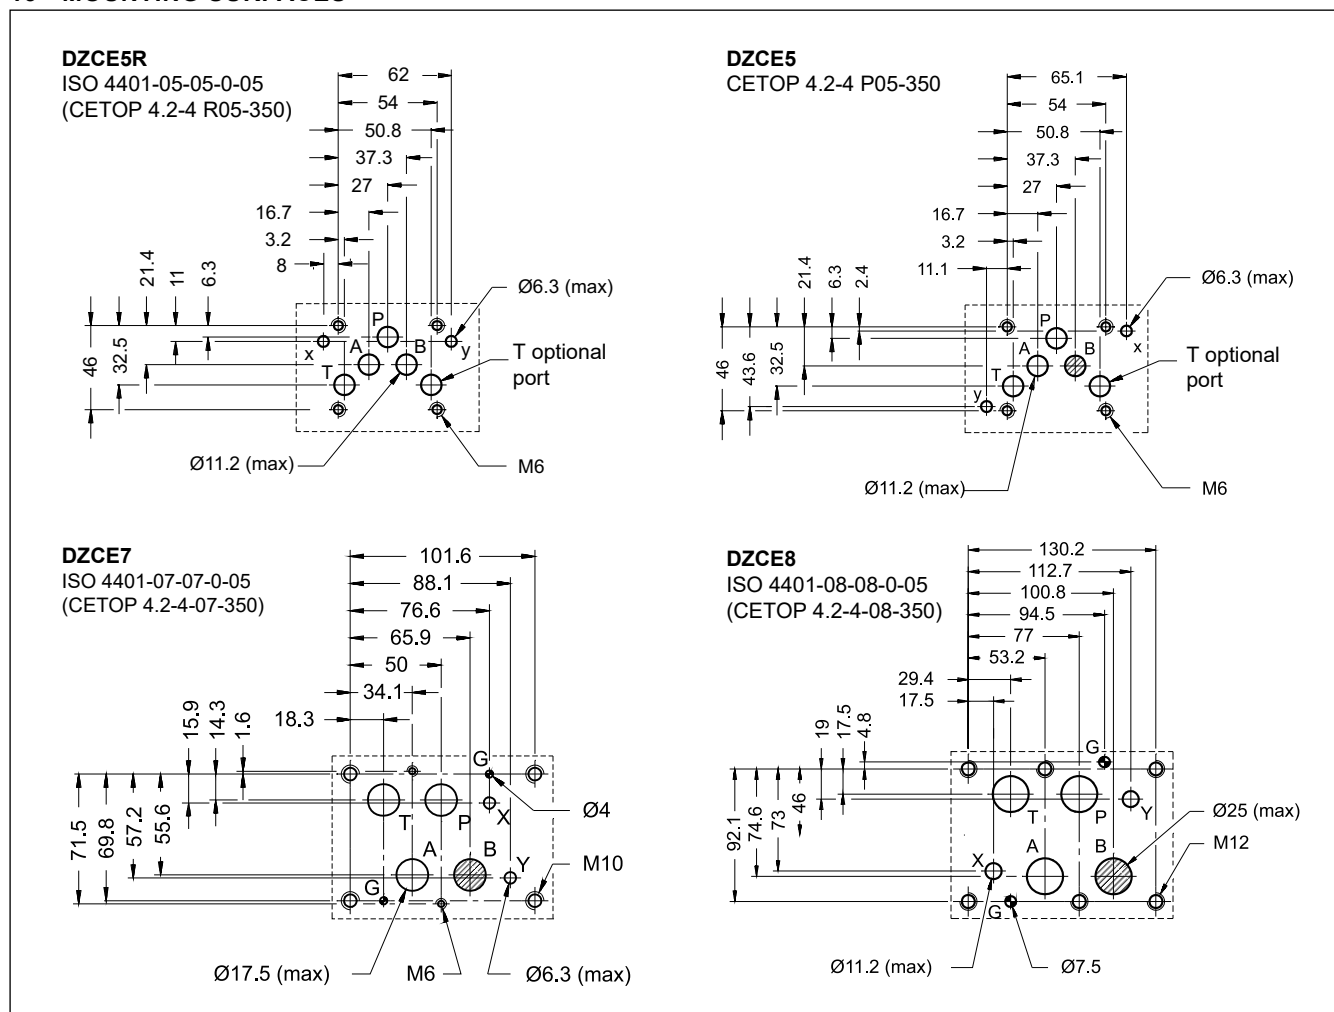 DZCE5R
ISO 4401-05-05-0-05
(CETOP 4.2-4 R05-350)
62
54
50.8
37.3
27
16.7
3.2
8
21.4
11
6.3
46
32.5
P
A
B
T
x
y
Ø6.3 (max)
T optional
port
Ø11.2 (max)
M6
DZCE5
CETOP 4.2-4 P05-350
65.1
54
50.8
37.3
27
16.7
3.2
11.1
21.4
6.3
2.4
46
43.6
32.5
P
A
B
T
x
y
Ø6.3 (max)
T optional
port
Ø11.2 (max)
M6
DZCE7
ISO 4401-07-07-0-05
(CETOP 4.2-4-07-350)
101.6
88.1
76.6
65.9
50
34.1
18.3
15.9
14.3
1.6
71.5
69.8
57.2
55.6
G
T
P
X
A
B
Y
G
Ø4
M10
Ø17.5 (max)
M6
Ø6.3 (max)
DZCE8
ISO 4401-08-08-0-05
(CETOP 4.2-4-08-350)
130.2
112.7
100.8
94.5
77
53.2
29.4
17.5
19
17.5
4.8
92.1
74.6
73
46
G
T
P
Y
X
A
B
G
Ø25 (max)
M12
Ø11.2 (max)
Ø7.5